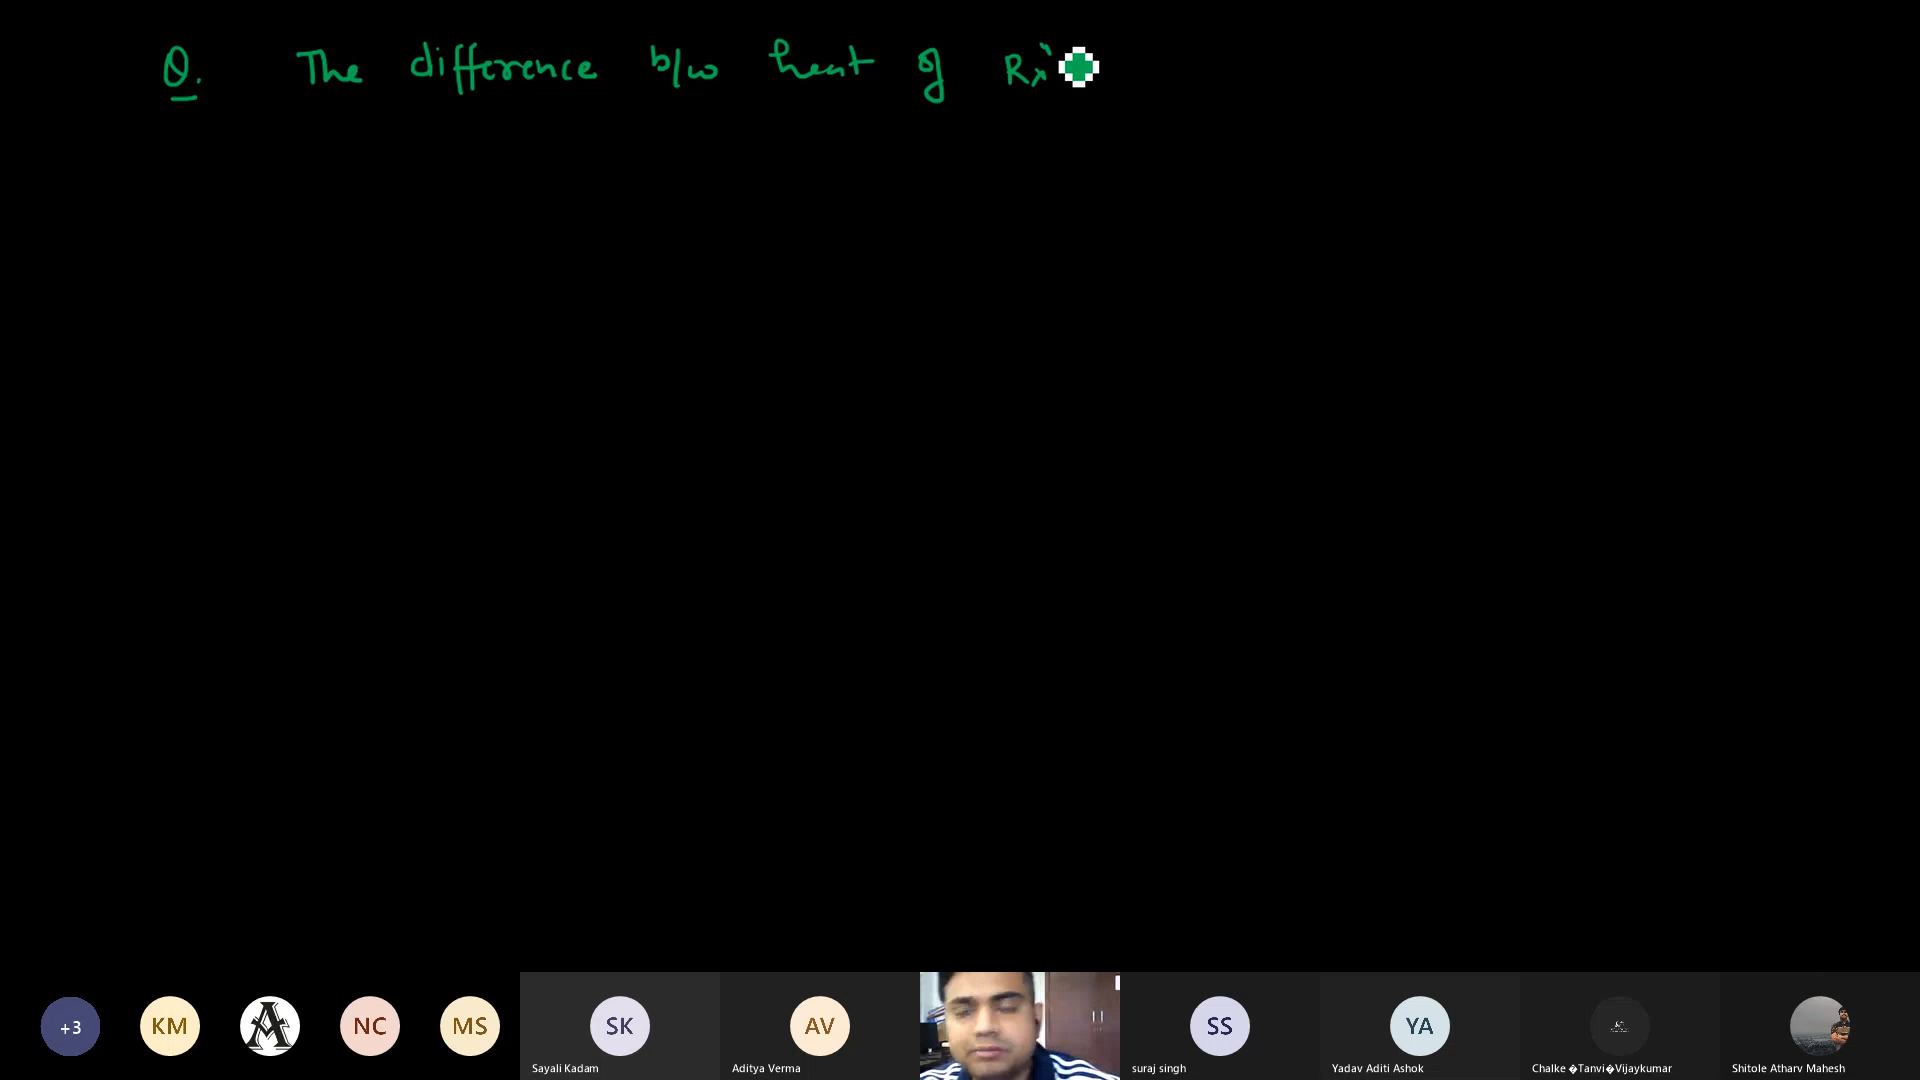 Q. The difference b/w heat of Rxⁿ
+3 KM A NC MS SK AV SS YA
Sayali Kadam Aditya Verma suraj singh Yadav Aditi Ashok Chalke �Tanvi�Vijaykumar Shitole Atharv Mahesh